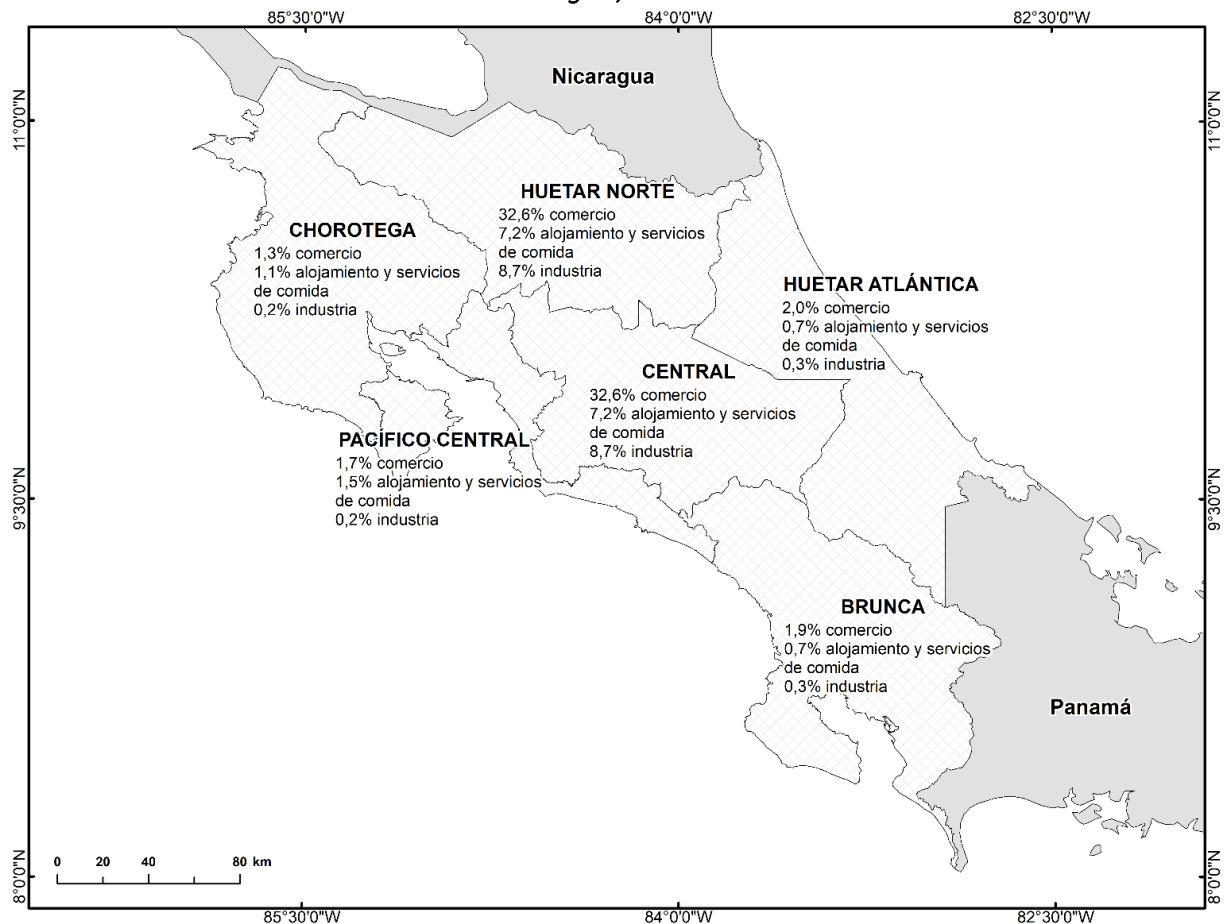 85°30'0"W
84°0'0"W
82°30'0"W
Nicaragua
11°0'0"N
11°0'0"N
HUETAR NORTE
32,6% comercio
7,2% alojamiento y servicios
de comida
8,7% industria
CHOROTEGA
1,3% comercio
1,1% alojamiento y servicios
de comida
0,2% industria
HUETAR ATLÁNTICA
2,0% comercio
0,7% alojamiento y servicios
de comida
0,3% industria
CENTRAL
32,6% comercio
7,2% alojamiento y servicios
de comida
8,7% industria
PACÍFICO CENTRAL
1,7% comercio
1,5% alojamiento y servicios
de comida
0,2% industria
9°30'0"N
9°30'0"N
BRUNCA
1,9% comercio
0,7% alojamiento y servicios
de comida
0,3% industria
Panamá
0 20 40 80 km
8°0'0"N
8°0'0"N
85°30'0"W
84°0'0"W
82°30'0"W